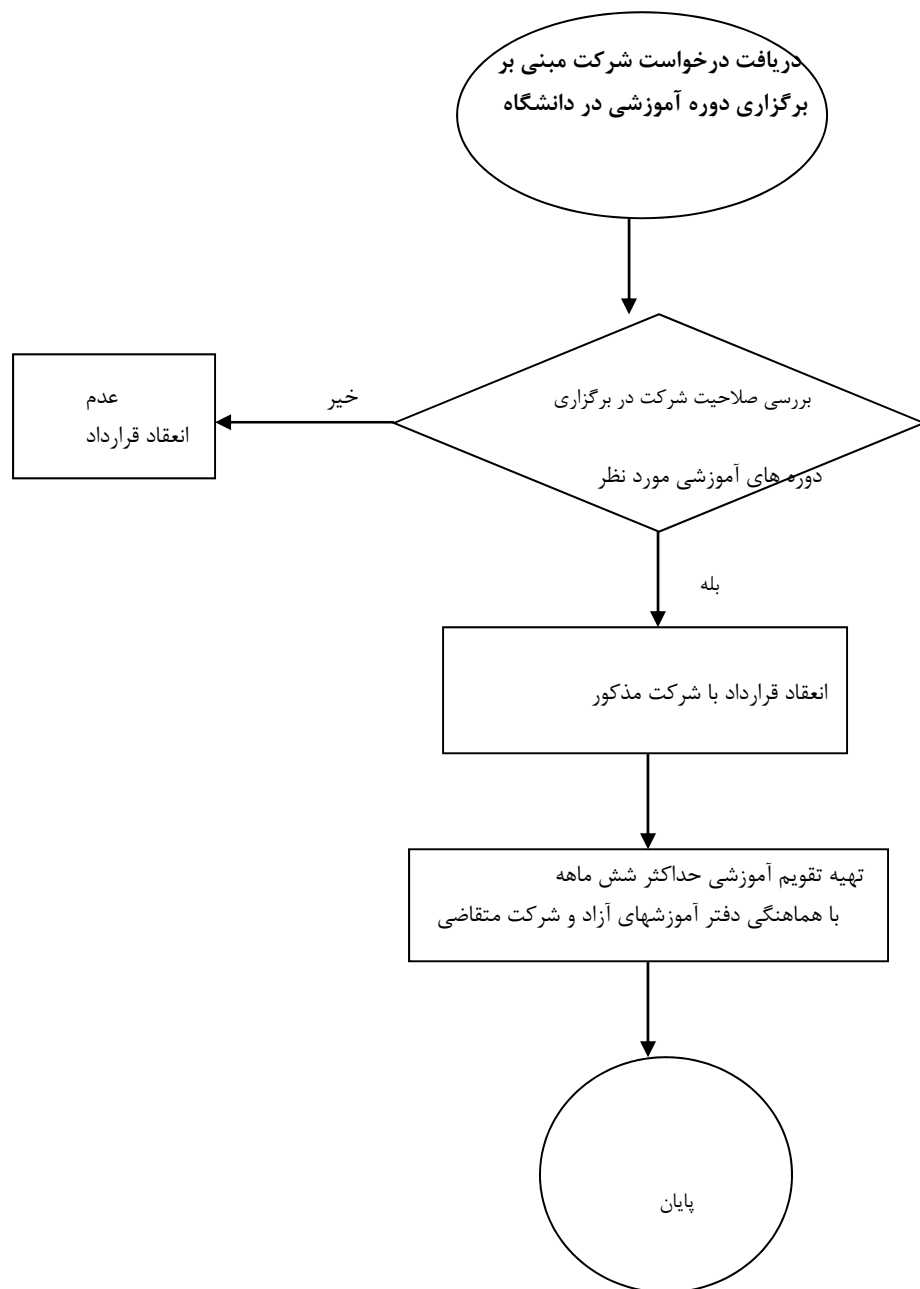 دریافت درخواست شرکت مبنی بر
برگزاری دوره آموزشی در دانشگاه
بررسی صلاحیت شرکت در برگزاری
دوره های آموزشی مورد نظر
خیر
عدم
انعقاد قرارداد
بله
انعقاد قرارداد با شرکت مذکور
تهیه تقویم آموزشی حداکثر شش ماهه
با هماهنگی دفتر آموزشهای آزاد و شرکت متقاضی
پایان